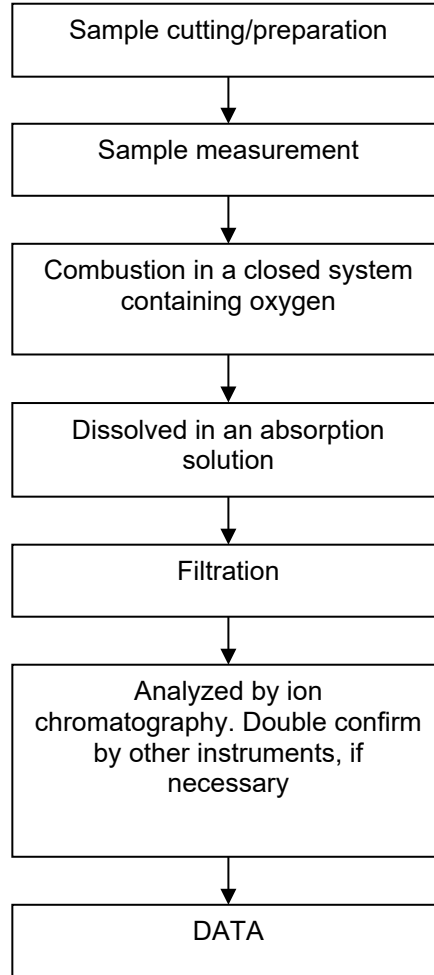 Sample cutting/preparation
Sample measurement
Combustion in a closed system
containing oxygen
Dissolved in an absorption
solution
Filtration
Analyzed by ion
chromatography. Double confirm
by other instruments, if
necessary
DATA